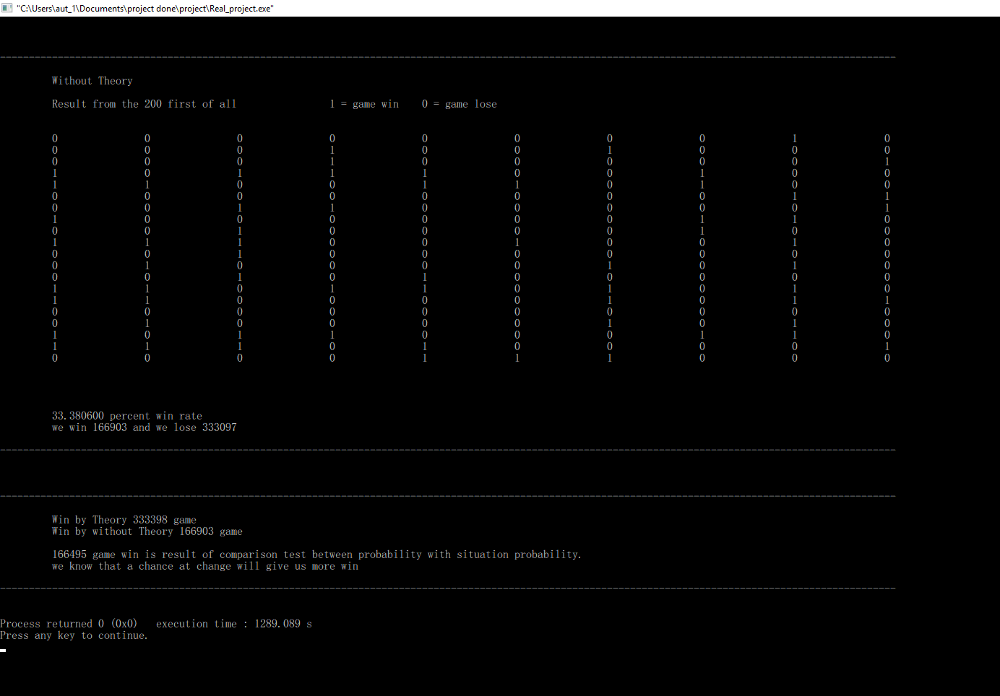 "C:\Users\aut_1\Documents\project done\project\Real_project.exe"
Without Theory
Result from the 200 first of all 1 = game win 0 = game lose
0 0 0 0 0 0 0 0 1 0
0 0 0 1 0 0 1 0 0 0
0 0 0 1 0 0 0 0 0 1
1 0 1 1 1 0 0 1 0 0
1 1 0 0 1 1 0 1 0 0
0 0 0 0 0 0 0 0 1 1
0 0 1 1 0 0 0 0 0 1
1 0 0 0 0 0 0 1 1 0
0 0 1 0 0 0 0 1 0 0
1 1 1 0 0 1 0 0 1 0
0 0 1 0 0 0 0 0 0 0
0 1 0 0 0 0 1 0 1 0
0 0 1 0 1 0 0 0 0 0
1 1 0 1 1 0 1 0 1 0
1 1 0 0 0 0 1 0 1 1
0 0 0 0 0 0 0 0 0 0
0 1 0 0 0 0 1 0 1 0
1 0 1 1 0 0 0 1 1 0
1 1 1 0 1 0 0 0 0 1
0 0 0 0 1 1 1 0 0 0
33.380600 percent win rate
we win 166903 and we lose 333097
Win by Theory 333398 game
Win by without Theory 166903 game
166495 game win is result of comparison test between probability with situation probability.
we know that a chance at change will give us more win
Process returned 0 (0x0) execution time : 1289.089 s
Press any key to continue.